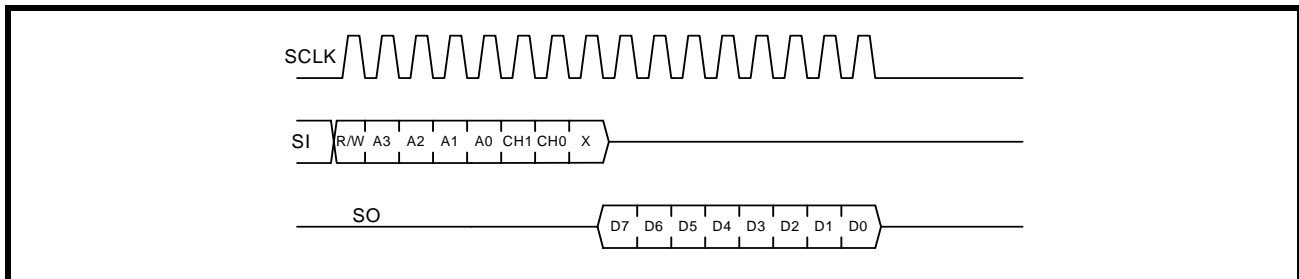 SCLK
SI R/W A3 A2 A1 A0 CH1 CH0 X
SO
D7 D6 D5 D4 D3 D2 D1 D0